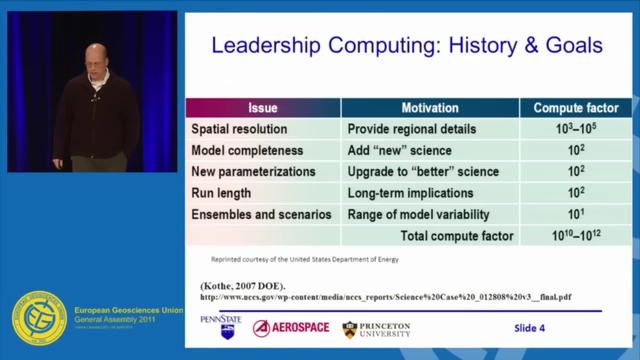 Leadership Computing: History & Goals
Issue Motivation Compute factor
Spatial resolution Provide regional details 10³–10⁵
Model completeness Add “new” science 10²
New parameterizations Upgrade to “better” science 10²
Run length Long-term implications 10²
Ensembles and scenarios Range of model variability 10¹
Total compute factor 10¹⁰–10¹²
Reprinted courtesy of the United States Department of Energy
(Kothe, 2007 DOE).
http://www.nccs.gov/wp-content/media/nccs_reports/Science%20Case%20_012808%20v3__final.pdf
European Geosciences Union
General Assembly 2011
PENNSTATE
AEROSPACE
PRINCETON
UNIVERSITY
Slide 4